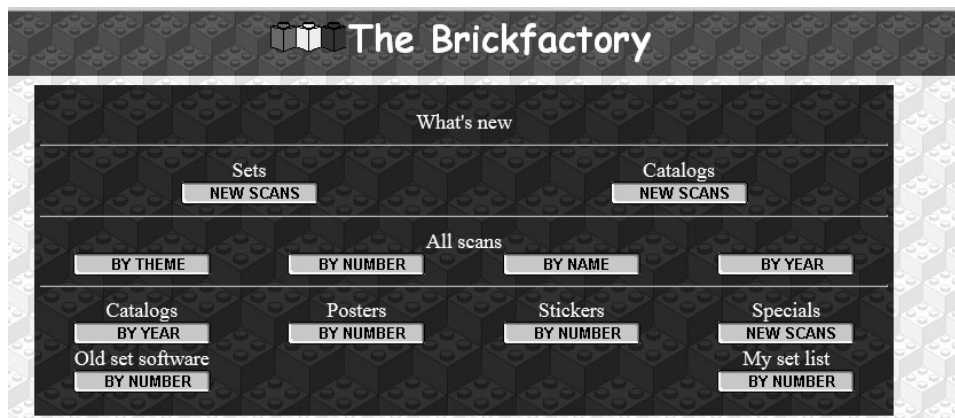 The Brickfactory
What's new
Sets Catalogs
NEW SCANS NEW SCANS
All scans
BY THEME BY NUMBER BY NAME BY YEAR
Catalogs Posters Stickers Specials
BY YEAR BY NUMBER BY NUMBER NEW SCANS
Old set software My set list
BY NUMBER BY NUMBER